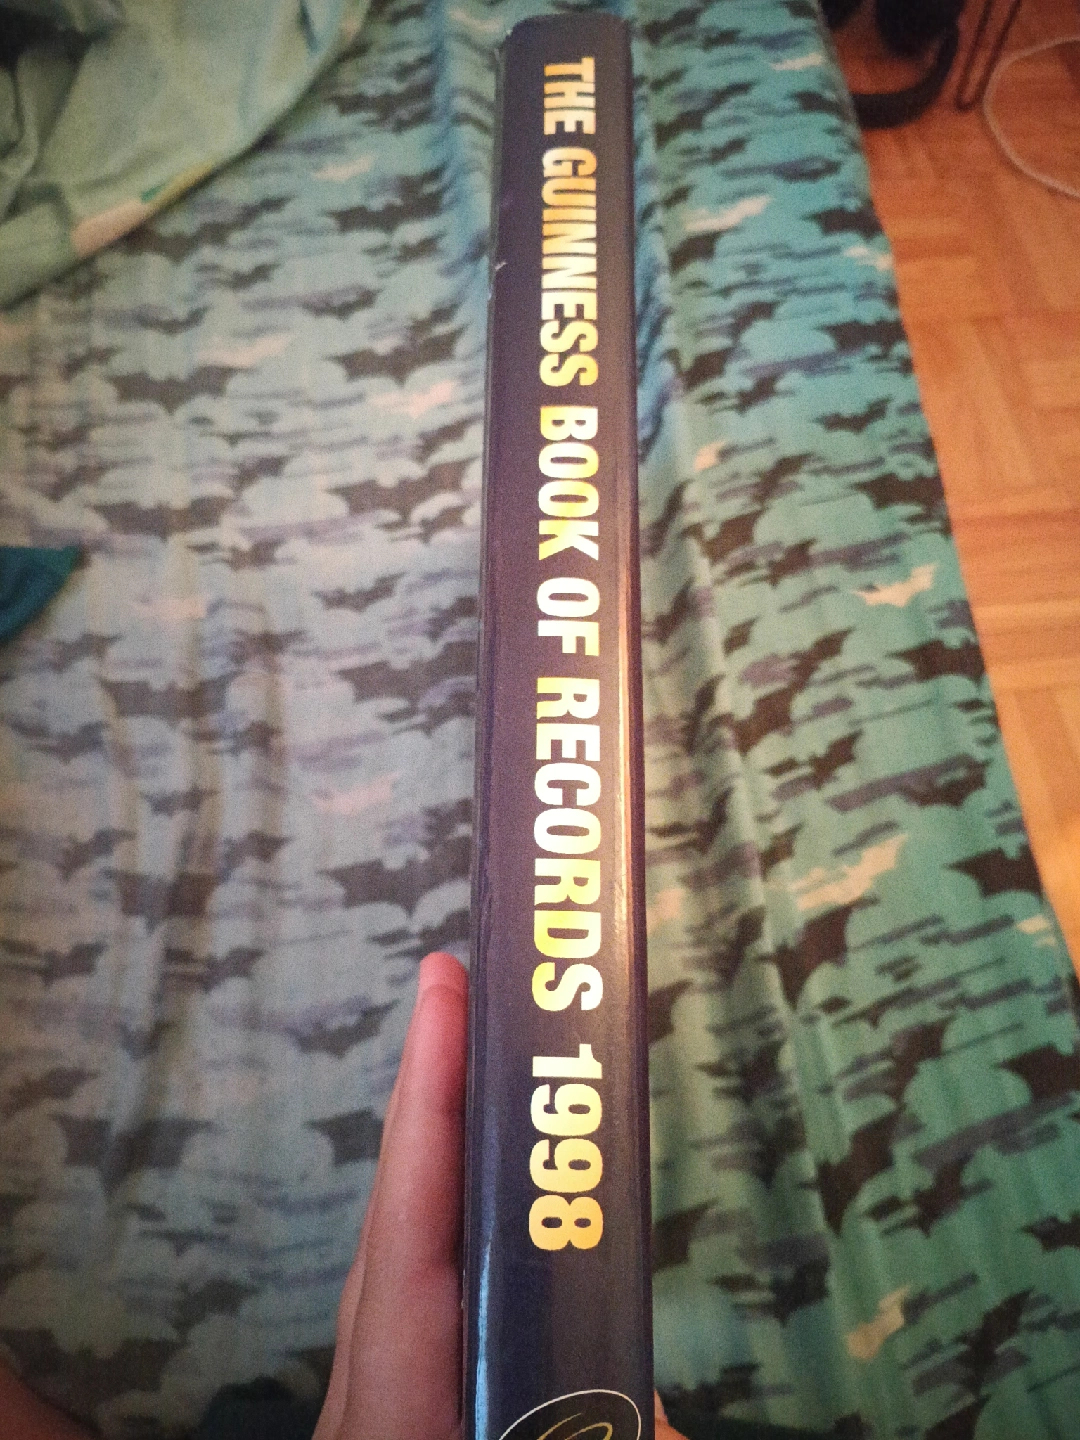 THE GUINNESS BOOK OF RECORDS 1998